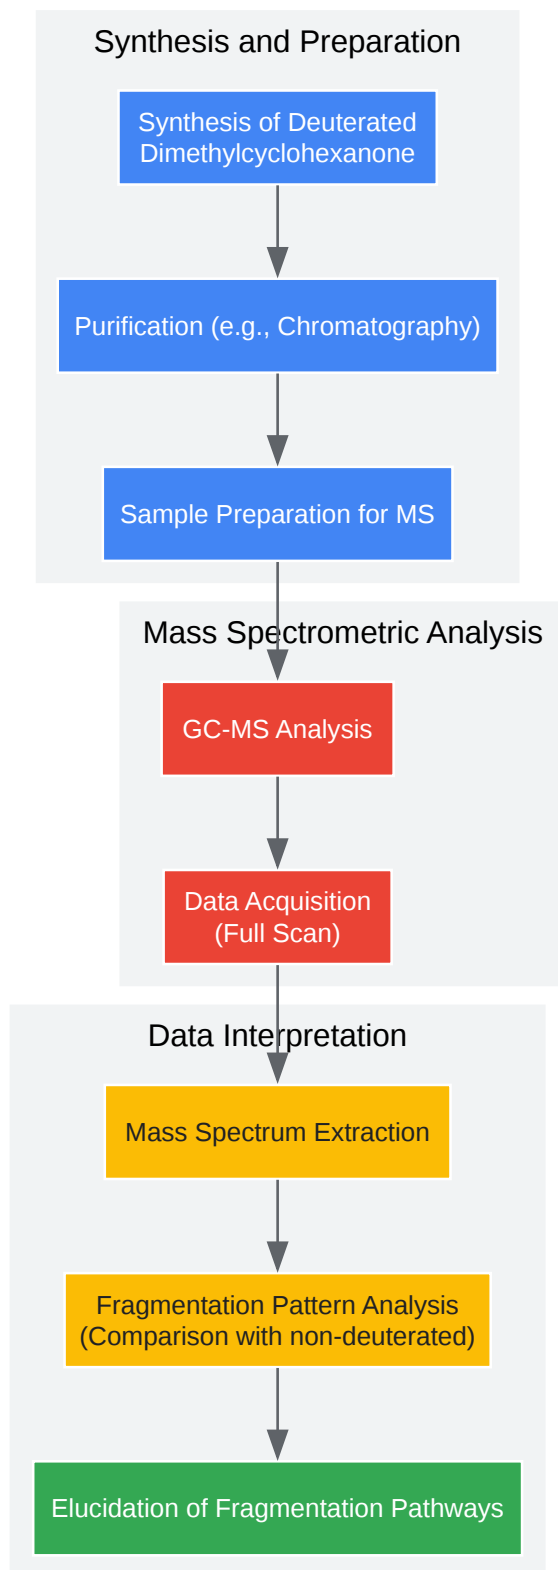 Synthesis and Preparation
Synthesis of Deuterated
Dimethylcyclohexanone
Purification (e.g., Chromatography)
Sample Preparation for MS
Mass Spectrometric Analysis
GC-MS Analysis
Data Acquisition
(Full Scan)
Data Interpretation
Mass Spectrum Extraction
Fragmentation Pattern Analysis
(Comparison with non-deuterated)
Elucidation of Fragmentation Pathways